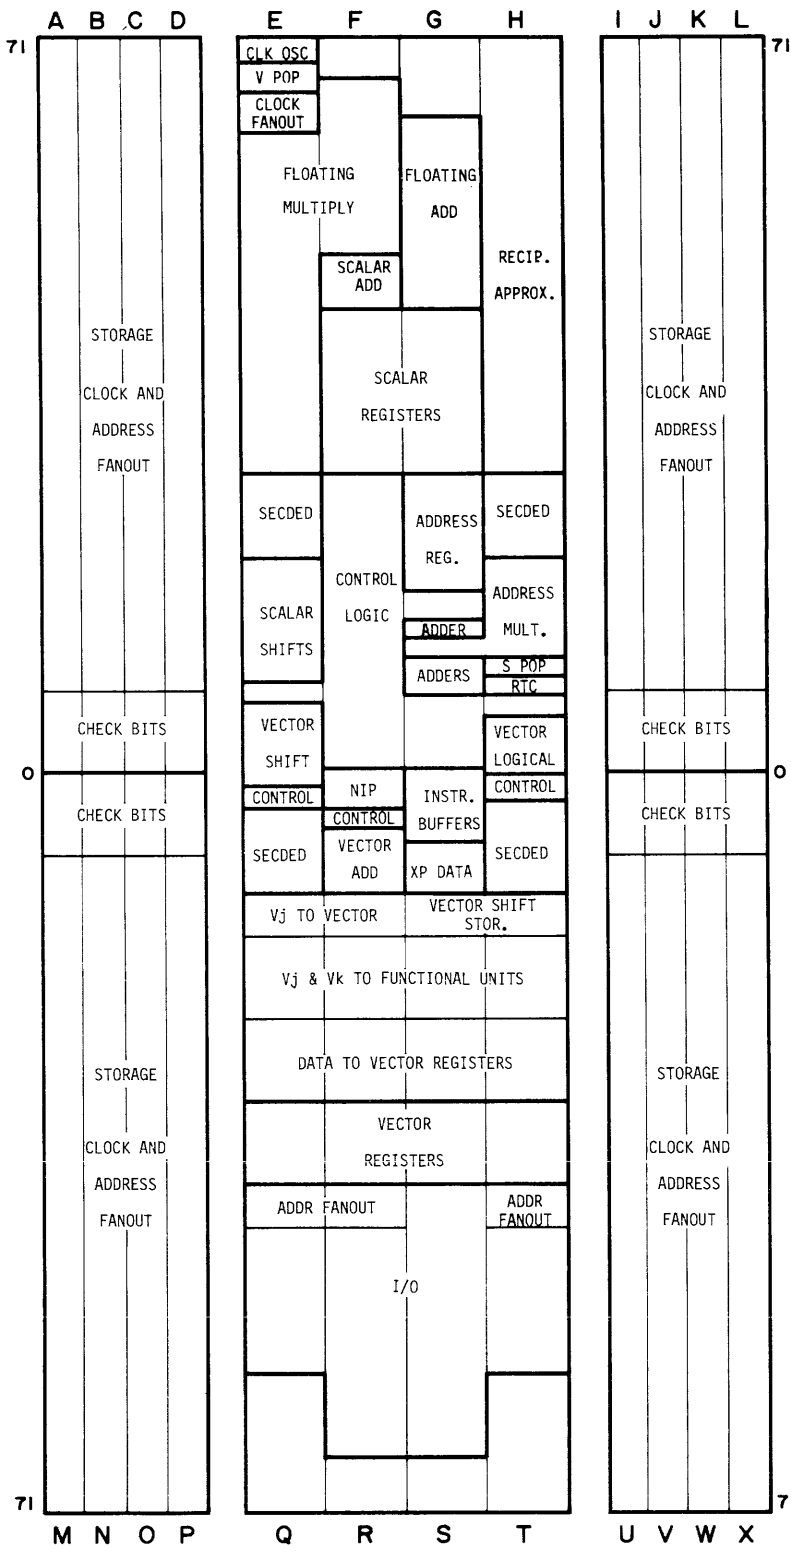 A B C D
E F G H
I J K L
71
71
CLK OSC
V POP
CLOCK
FANOUT
FLOATING
MULTIPLY
FLOATING
ADD
SCALAR
ADD
RECIP.
APPROX.
SCALAR
REGISTERS
STORAGE
CLOCK AND
ADDRESS
FANOUT
STORAGE
CLOCK AND
ADDRESS
FANOUT
SECDED
SCALAR
SHIFTS
CONTROL
LOGIC
ADDRESS
REG.
ADDER
ADDERS
SECDED
ADDRESS
MULT.
S POP
RTC
CHECK BITS
CHECK BITS
VECTOR
SHIFT
CONTROL
SECDED
VECTOR
LOGICAL
CONTROL
SECDED
0
0
NIP
CONTROL
VECTOR
ADD
INSTR.
BUFFERS
XP DATA
CHECK BITS
CHECK BITS
Vj TO VECTOR
VECTOR SHIFT
STOR.
Vj & Vk TO FUNCTIONAL UNITS
DATA TO VECTOR REGISTERS
VECTOR
REGISTERS
STORAGE
CLOCK AND
ADDRESS
FANOUT
STORAGE
CLOCK AND
ADDRESS
FANOUT
ADDR FANOUT
ADDR
FANOUT
I/O
71
7
M N O P
Q R S T
U V W X